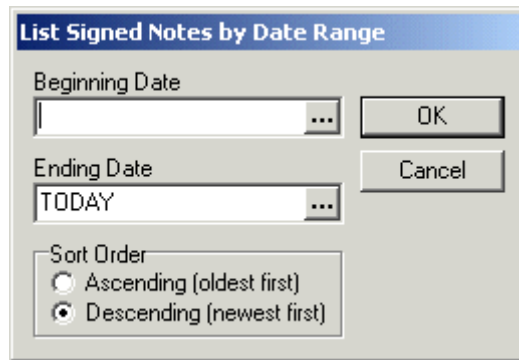 List Signed Notes by Date Range
Beginning Date
...
OK
Ending Date
Cancel
TODAY
...
Sort Order
Ascending (oldest first)
Descending (newest first)